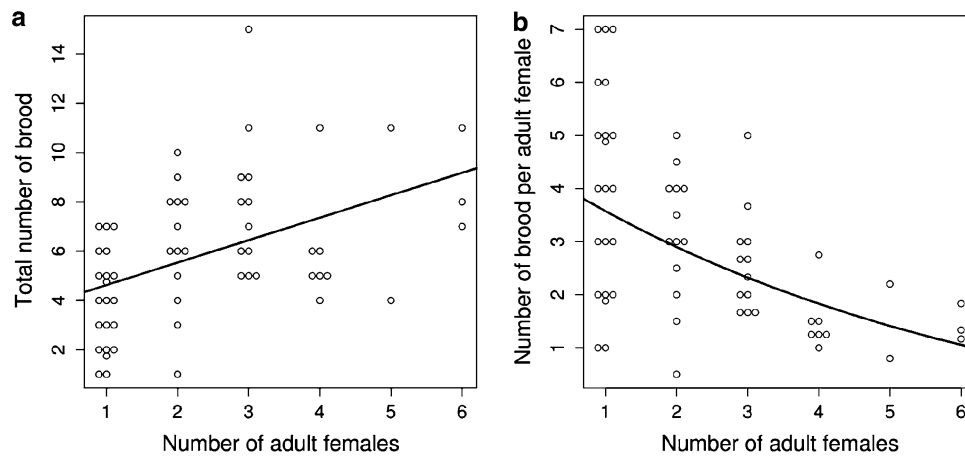 a
Total number of brood
14
12
10
8
6
4
2
1 2 3 4 5 6
Number of adult females
b
Number of brood per adult female
7
6
5
4
3
2
1
1 2 3 4 5 6
Number of adult females